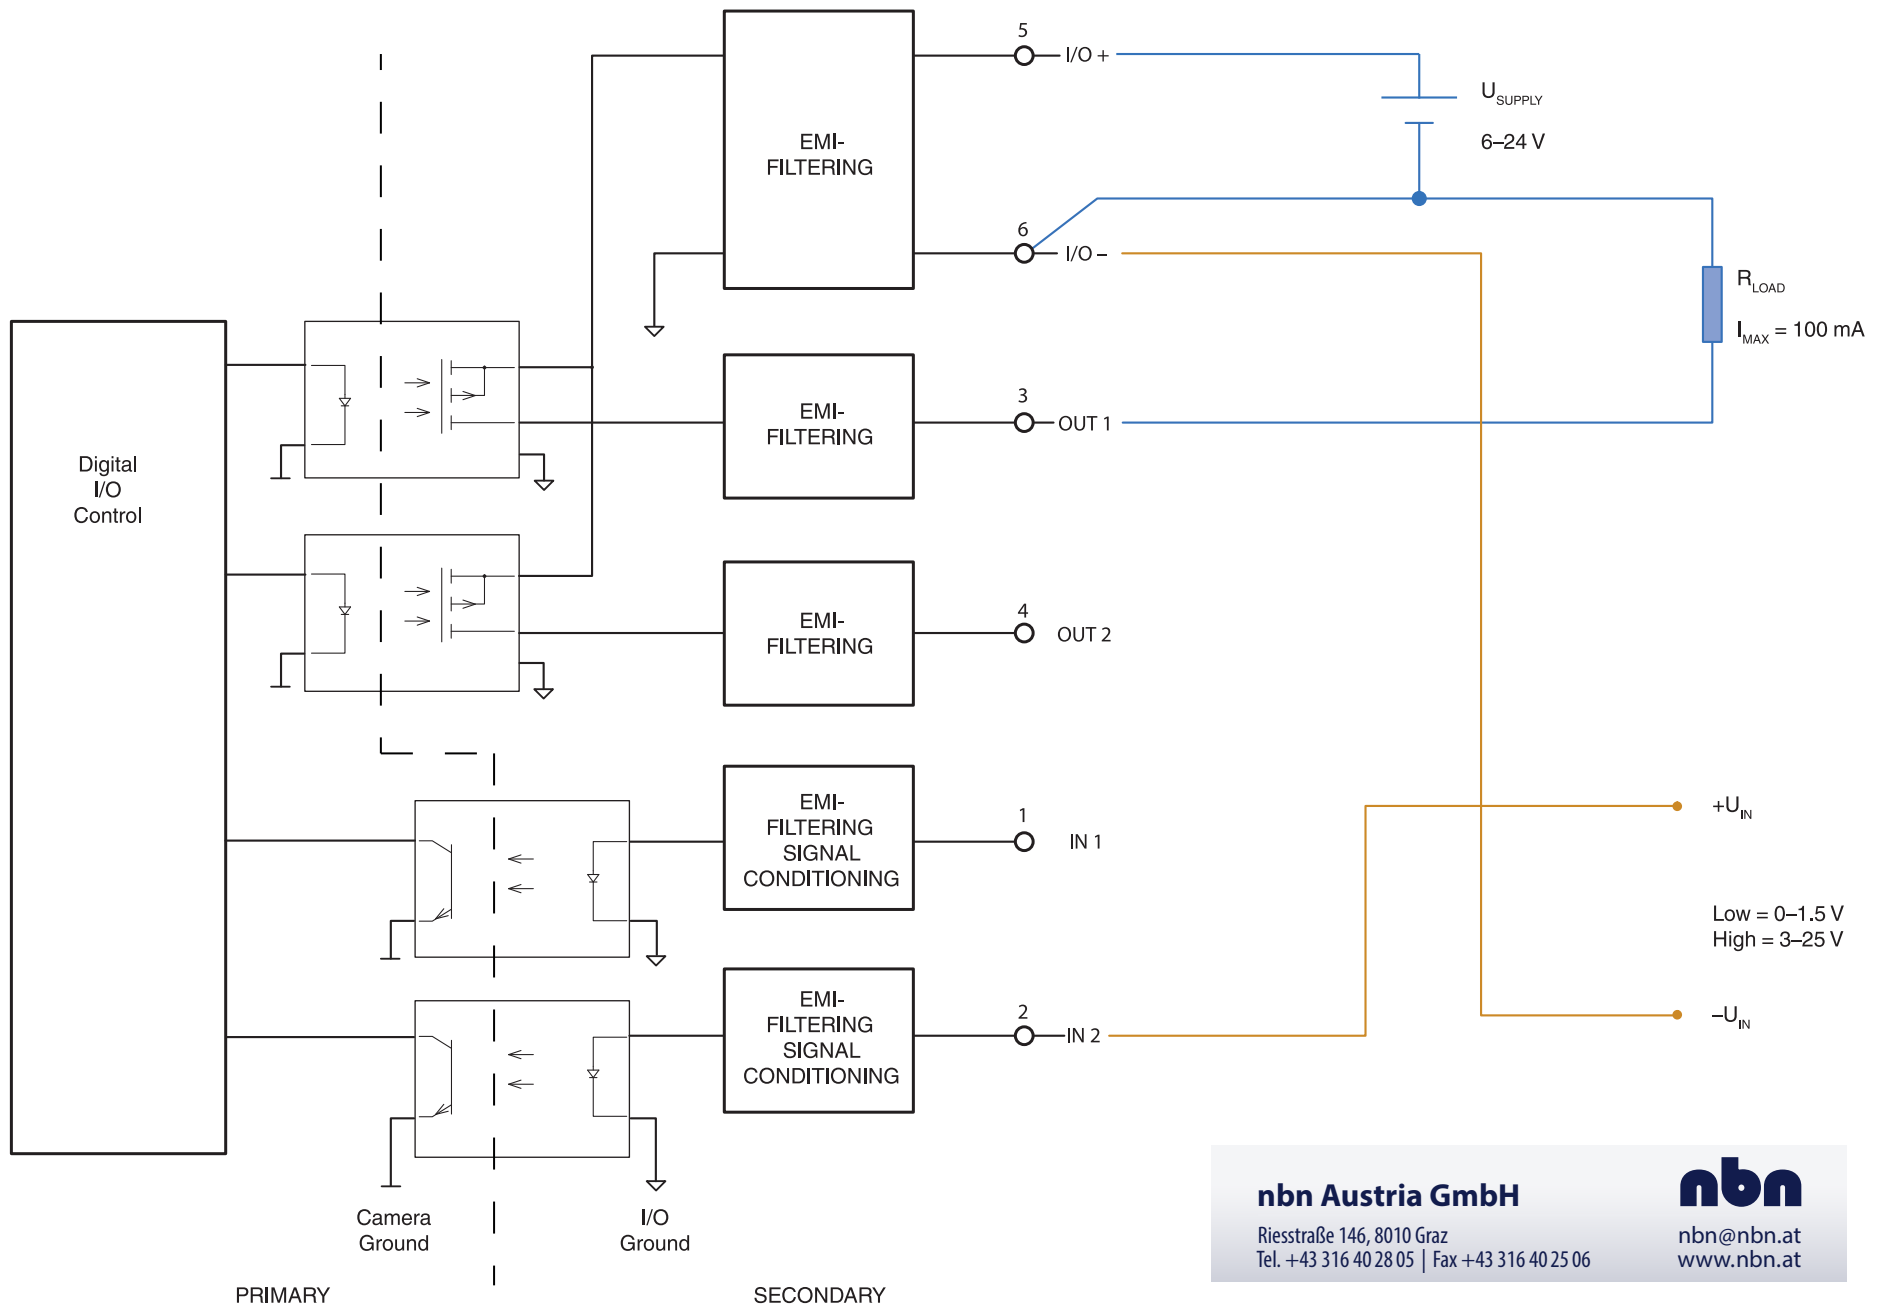 5
I/O +
U SUPPLY
6–24 V
EMI-
FILTERING
6
I/O –
R LOAD
I MAX = 100 mA
EMI-
FILTERING
3
OUT 1
Digital
I/O
Control
EMI-
FILTERING
4
OUT 2
EMI-
FILTERING
SIGNAL
CONDITIONING
1
IN 1
+U IN
Low = 0–1.5 V
High = 3–25 V
–U IN
EMI-
FILTERING
SIGNAL
CONDITIONING
2
IN 2
Camera
Ground
I/O
Ground
PRIMARY
SECONDARY
nbn Austria GmbH
Riesstraße 146, 8010 Graz
Tel. +43 316 40 28 05 | Fax +43 316 40 25 06
nbn
nbn@nbn.at
www.nbn.at